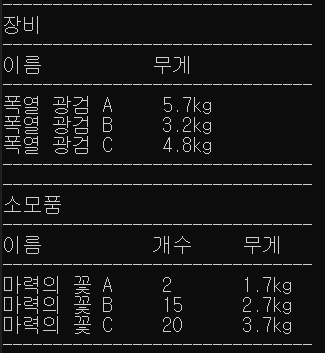 장비
이름 무게
폭열 광검 A 5.7kg
폭열 광검 B 3.2kg
폭열 광검 C 4.8kg
소모품
이름 개수 무게
마력의 꽃 A 2 1.7kg
마력의 꽃 B 15 2.7kg
마력의 꽃 C 20 3.7kg